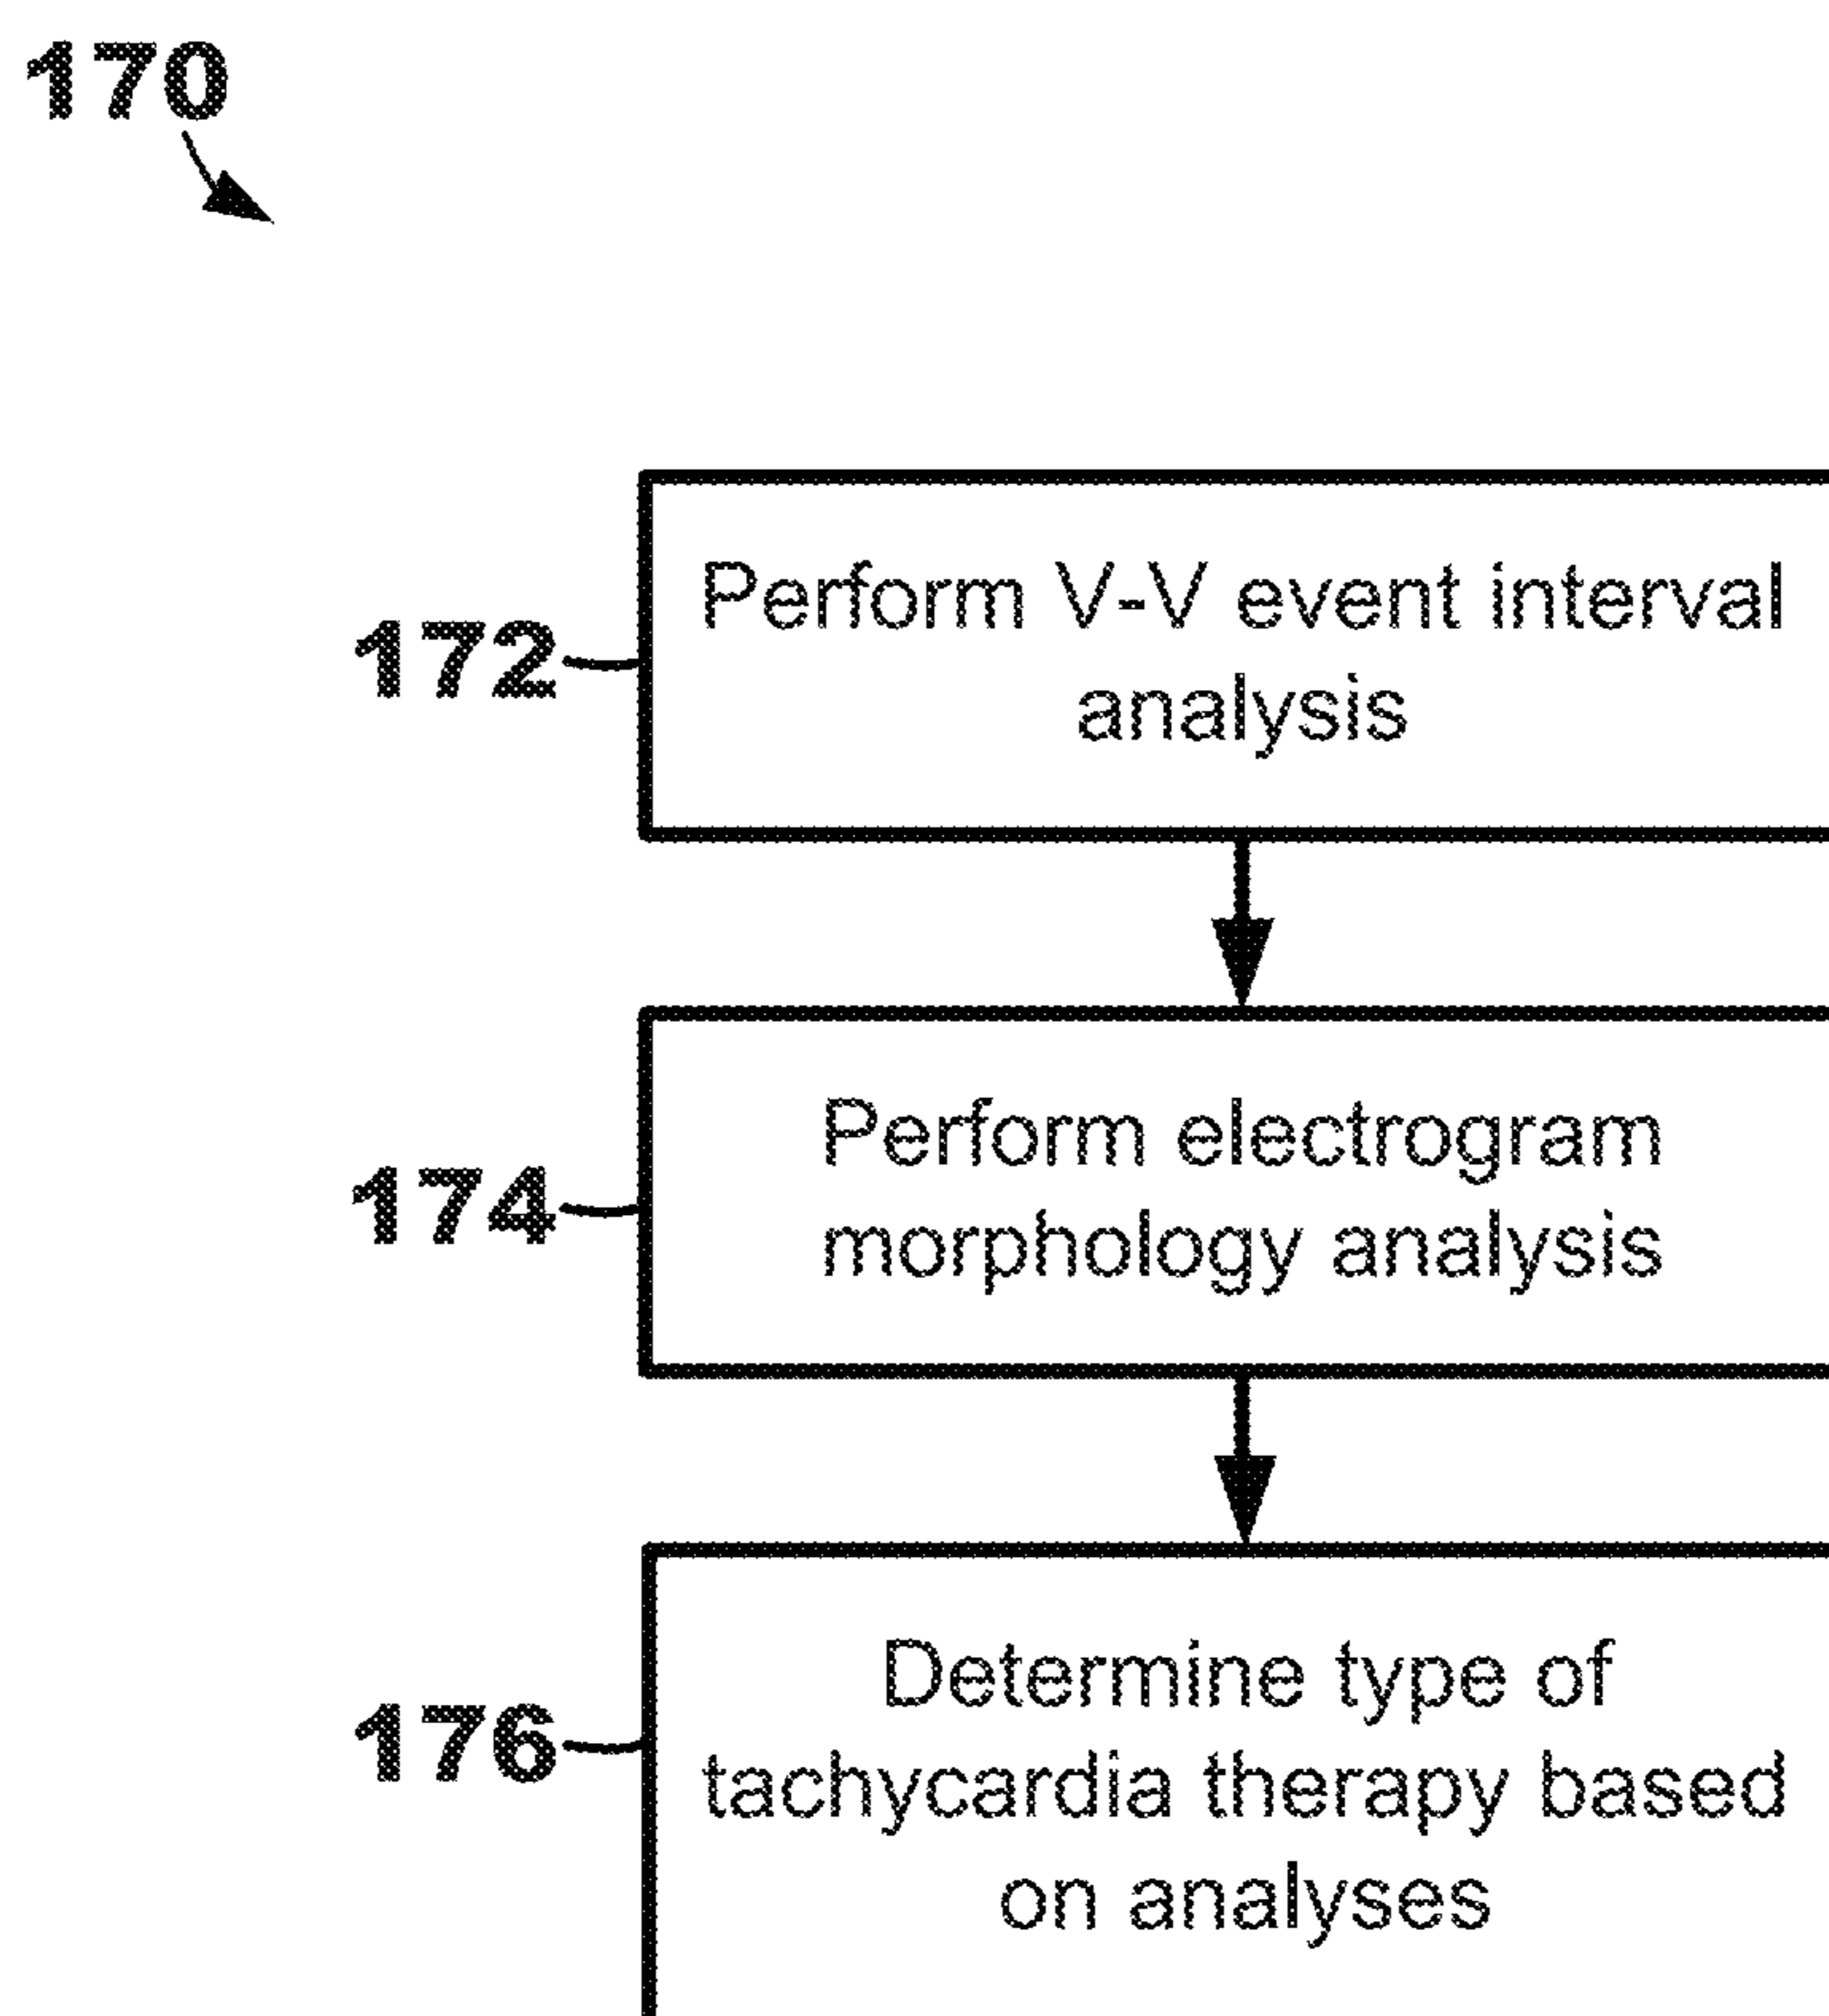 170
172
Perform V-V event interval
analysis
174
Perform electrogram
morphology analysis
176
Determine type of
tachycardia therapy based
on analyses